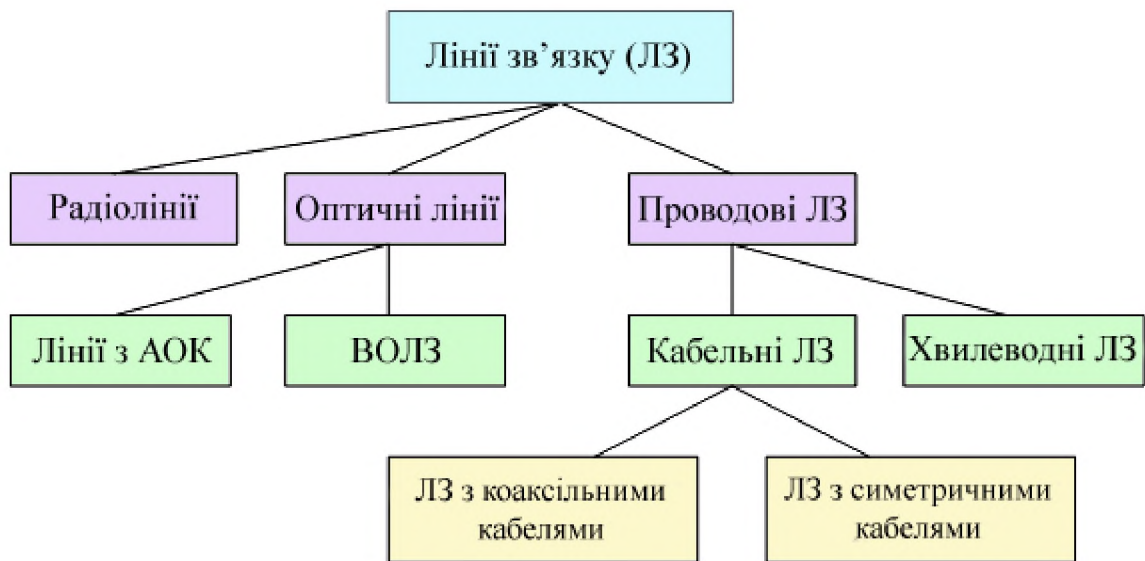 Лінії зв’язку (ЛЗ)
Радіолінії
Оптичні лінії
Проводові ЛЗ
Лінії з АОК
ВОЛЗ
Кабельні ЛЗ
Хвилеводні ЛЗ
ЛЗ з коаксільними
кабелями
ЛЗ з симетричними
кабелями